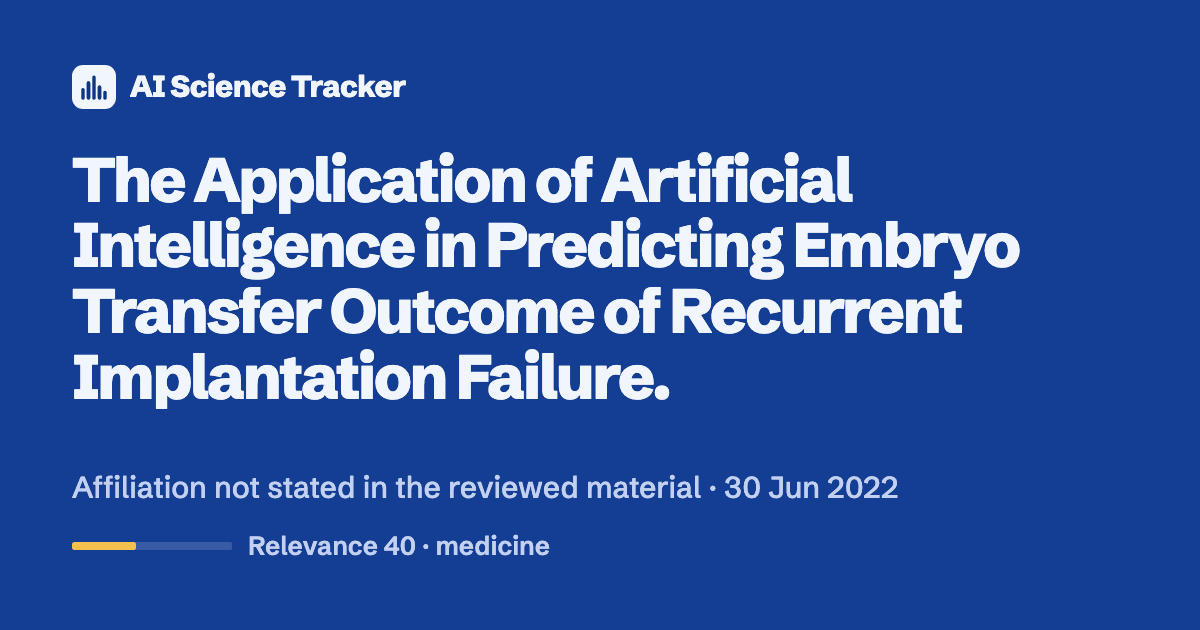 AI Science Tracker
The Application of Artificial
Intelligence in Predicting Embryo
Transfer Outcome of Recurrent
Implantation Failure.
Affiliation not stated in the reviewed material · 30 Jun 2022
Relevance 40 · medicine